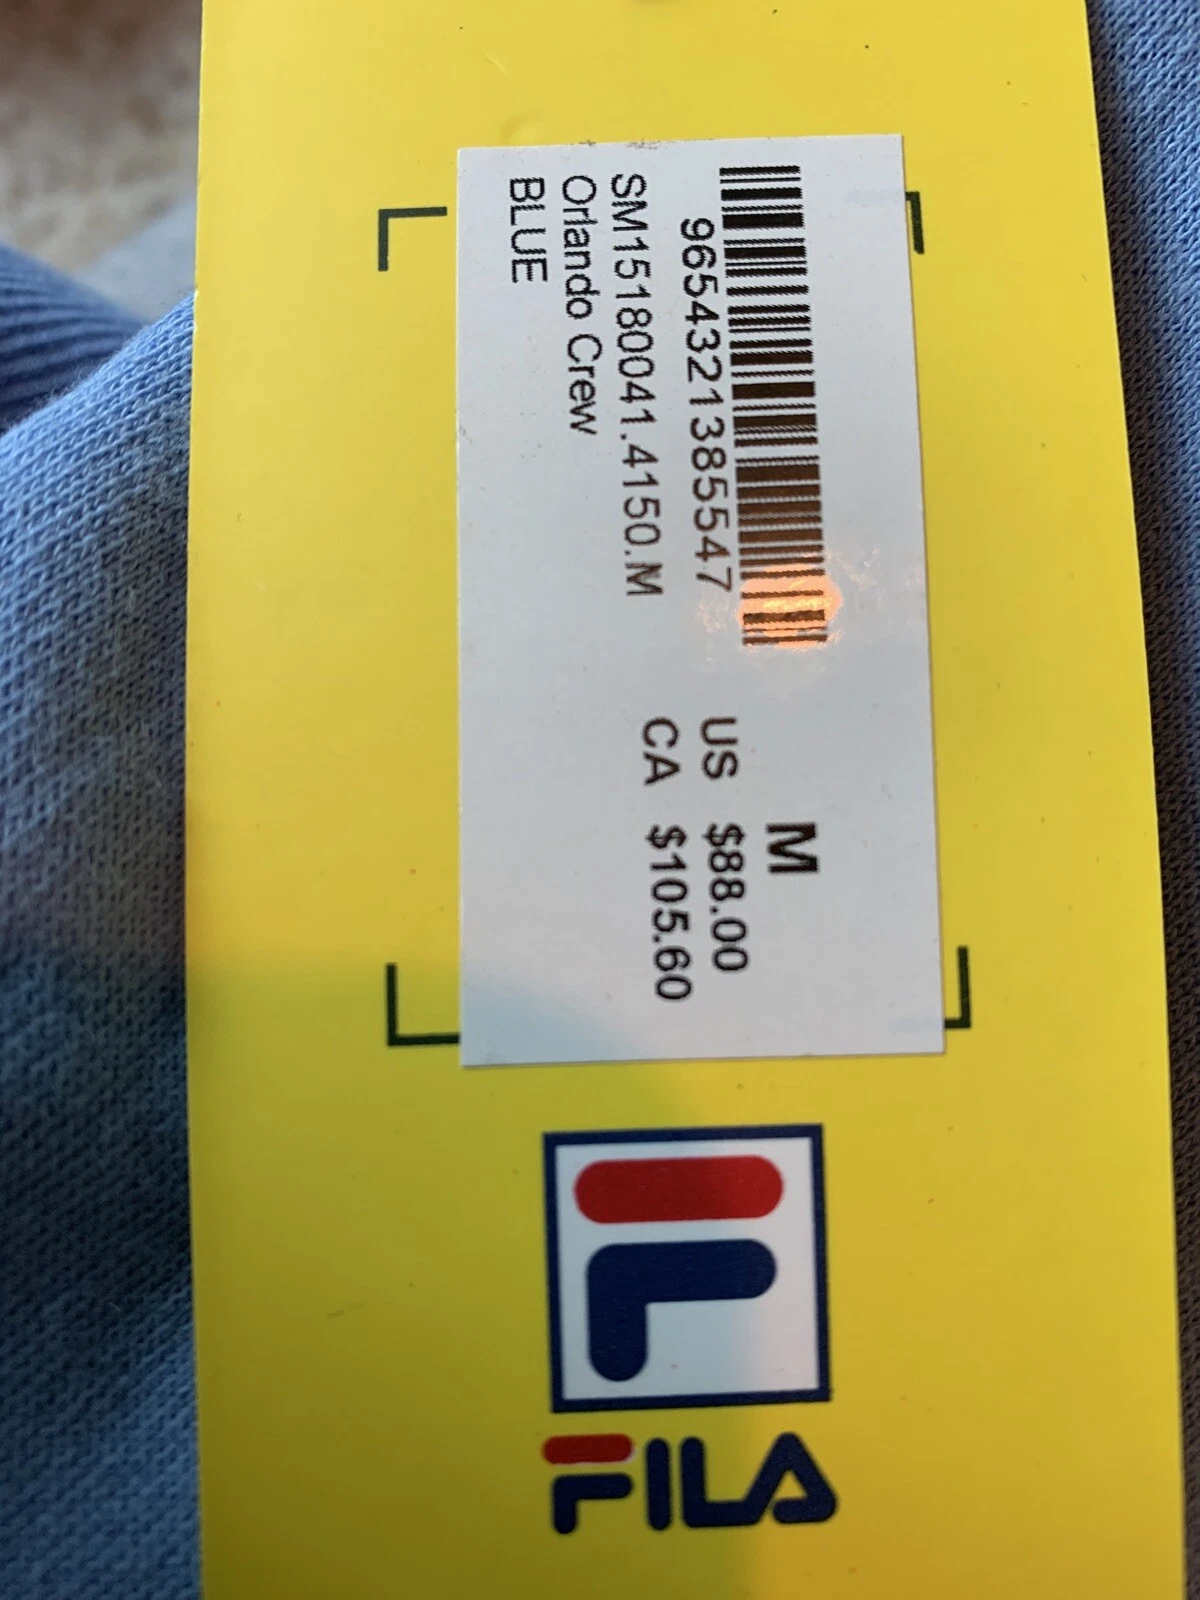 9654321385547
SM15180041.4150.M
Orlando Crew
BLUE
M
US $88.00
CA $105.60
FILA